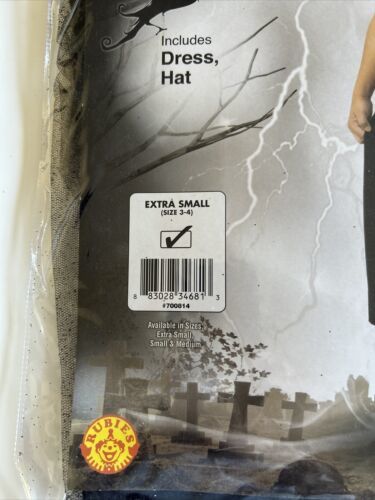 Includes
Dress,
Hat
EXTRA SMALL
(SIZE 3-4)
8 83028 34681 3
#700814
Available in Sizes:
Extra Small,
Small & Medium.
RUBIES